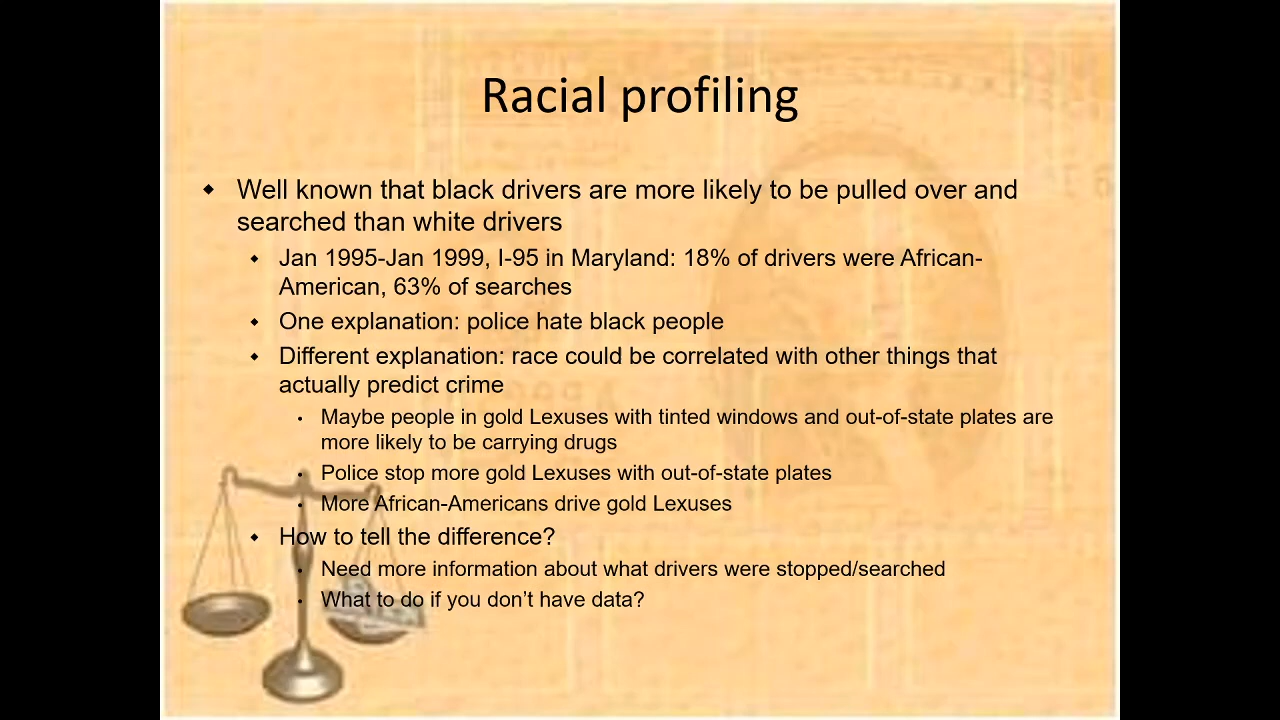 Racial profiling
Well known that black drivers are more likely to be pulled over and
searched than white drivers
Jan 1995-Jan 1999, I-95 in Maryland: 18% of drivers were African-
American, 63% of searches
One explanation: police hate black people
Different explanation: race could be correlated with other things that
actually predict crime
Maybe people in gold Lexuses with tinted windows and out-of-state plates are
more likely to be carrying drugs
Police stop more gold Lexuses with out-of-state plates
More African-Americans drive gold Lexuses
How to tell the difference?
Need more information about what drivers were stopped/searched
What to do if you don’t have data?